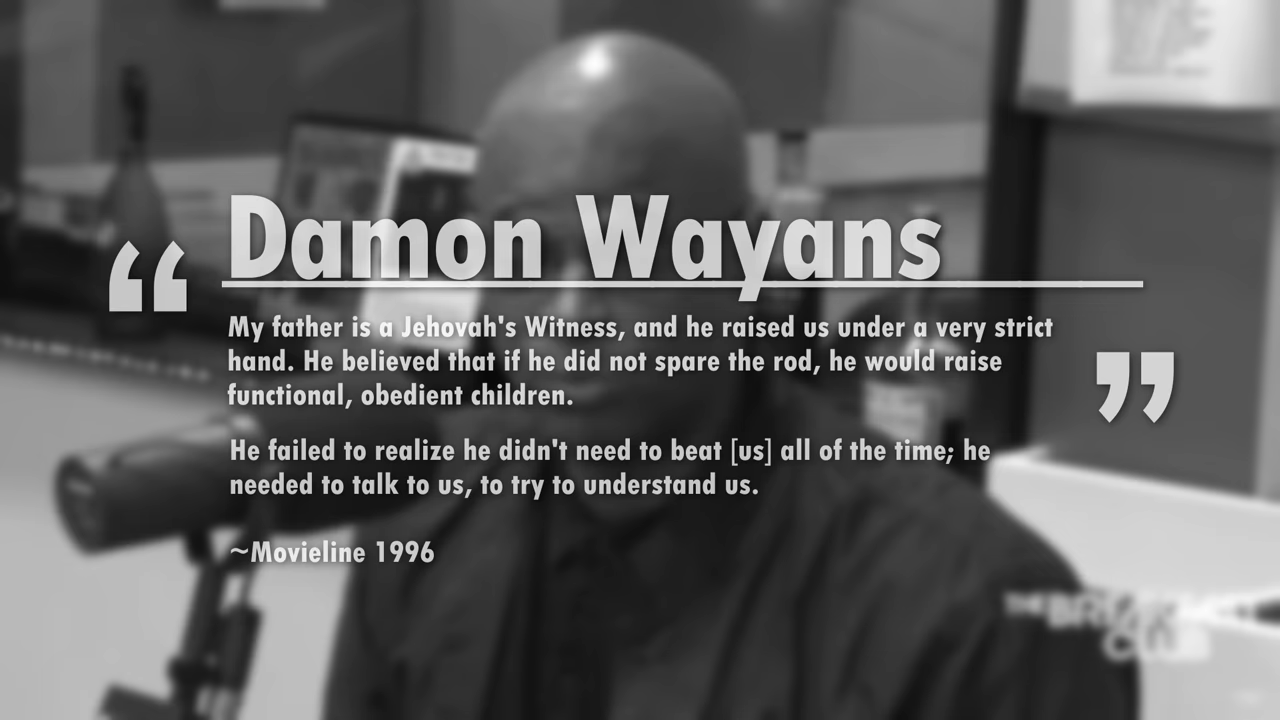 Damon Wayans
“
My father is a Jehovah's Witness, and he raised us under a very strict
hand. He believed that if he did not spare the rod, he would raise
functional, obedient children.
”
He failed to realize he didn't need to beat [us] all of the time; he
needed to talk to us, to try to understand us.
~Movieline 1996
THE BREAKFAST
CLUB